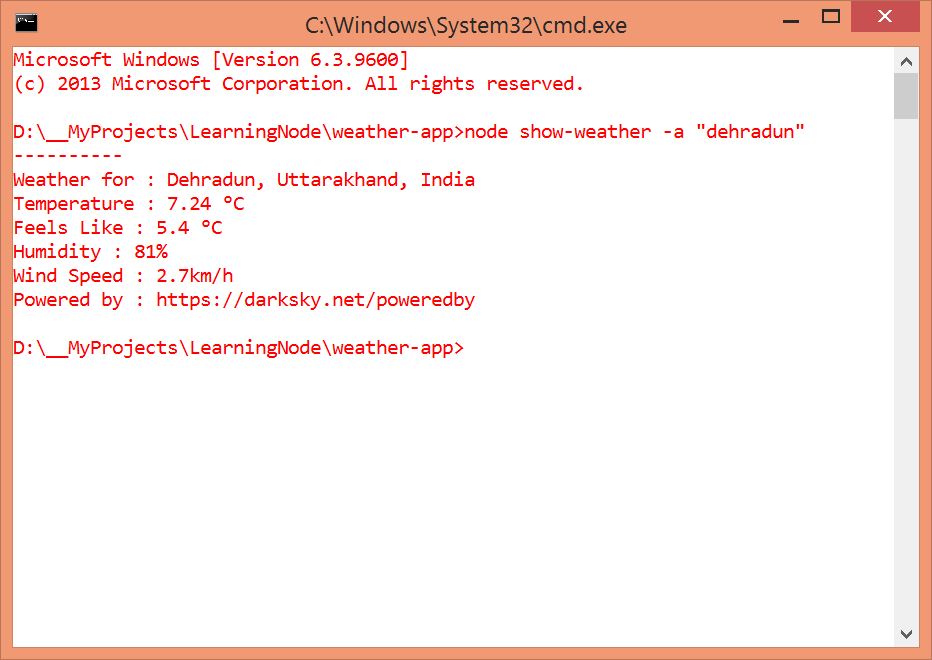 C:\Windows\System32\cmd.exe
Microsoft Windows [Version 6.3.9600]
(c) 2013 Microsoft Corporation. All rights reserved.
D:\__MyProjects\LearningNode\weather-app>node show-weather -a "dehradun"
----------
Weather for : Dehradun, Uttarakhand, India
Temperature : 7.24 ºC
Feels Like : 5.4 ºC
Humidity : 81%
Wind Speed : 2.7km/h
Powered by : https://darksky.net/poweredby
D:\__MyProjects\LearningNode\weather-app>